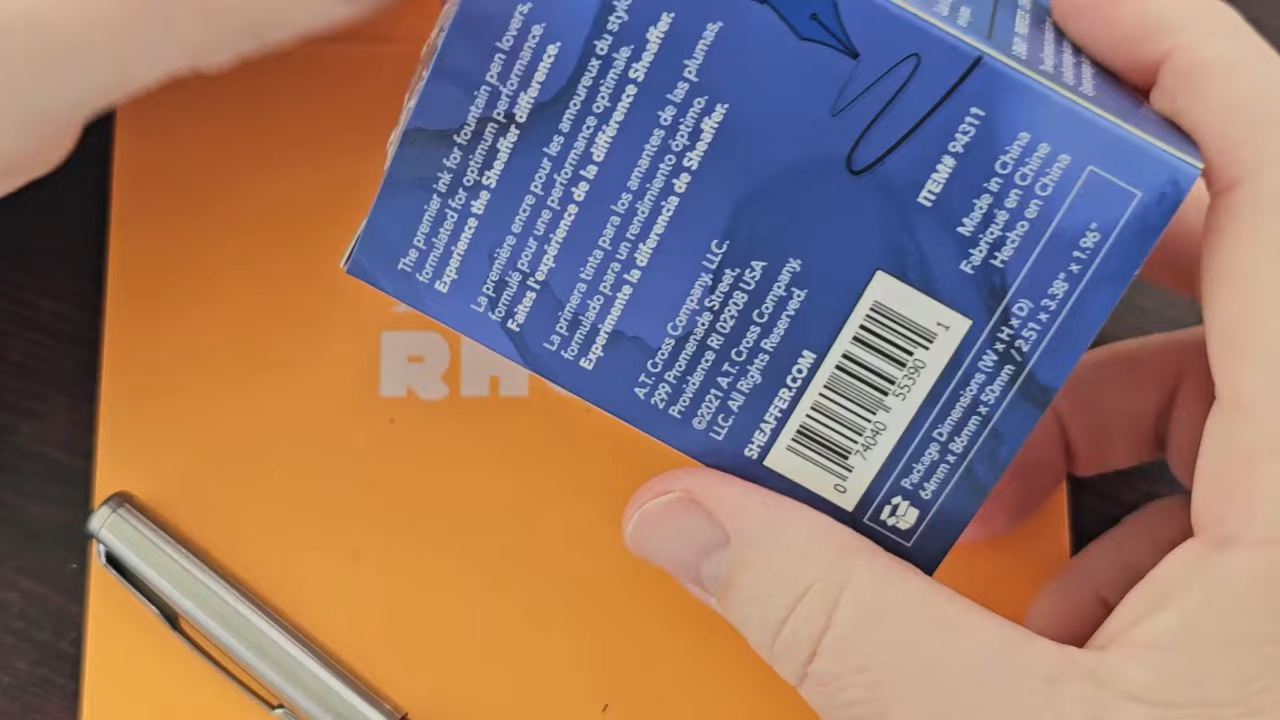 The premier ink for fountain pen lovers,
formulated for optimum performance.
Experience the Sheaffer difference.
La première encre pour les amoureux du stylo
formulé pour une performance optimale.
Faites l'expérience de la différence Sheaffer.
La primera tinta para los amantes de las plumas,
formulado para un rendimiento óptimo.
Experimente la diferencia de Sheaffer.
A.T. Cross Company, LLC.
299 Promenade Street,
Providence RI 02908 USA
©2021 A.T. Cross Company,
LLC. All Rights Reserved.
SHEAFFER.COM
ITEM# 94311
Made in China
Fabriqué en Chine
Hecho en China
0 74040 55390 1
Package Dimensions (W x H x D)
64mm x 86mm x 50mm / 2.51 x 3.38" x 1.96"
RH